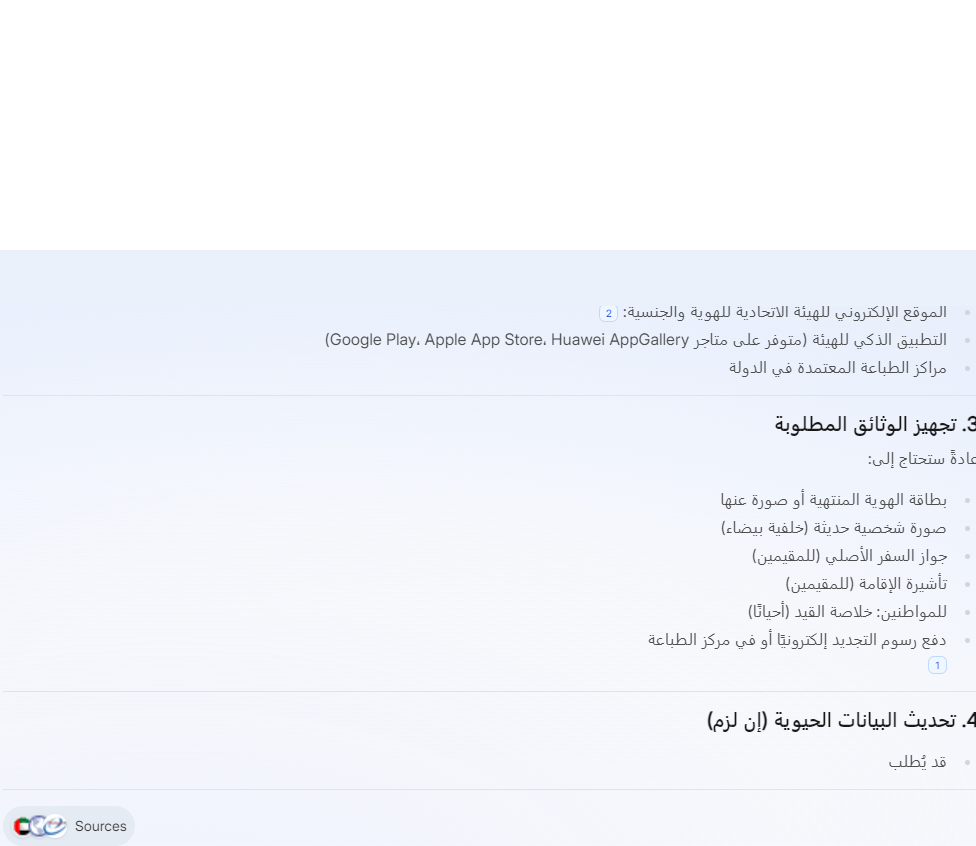 الموقع الإلكتروني للهيئة الاتحادية للهوية والجنسية: 2
التطبيق الذكي للهيئة (متوفر على متاجر Google Play، Apple App Store، Huawei AppGallery)
مراكز الطباعة المعتمدة في الدولة
3. تجهيز الوثائق المطلوبة
عادةً ستحتاج إلى:
بطاقة الهوية المنتهية أو صورة عنها
صورة شخصية حديثة (خلفية بيضاء)
جواز السفر الأصلي (للمقيمين)
تأشيرة الإقامة (للمقيمين)
للمواطنين: خلاصة القيد (أحيانًا)
دفع رسوم التجديد إلكترونيًا أو في مركز الطباعة
1
4. تحديث البيانات الحيوية (إن لزم)
قد يُطلب
Sources